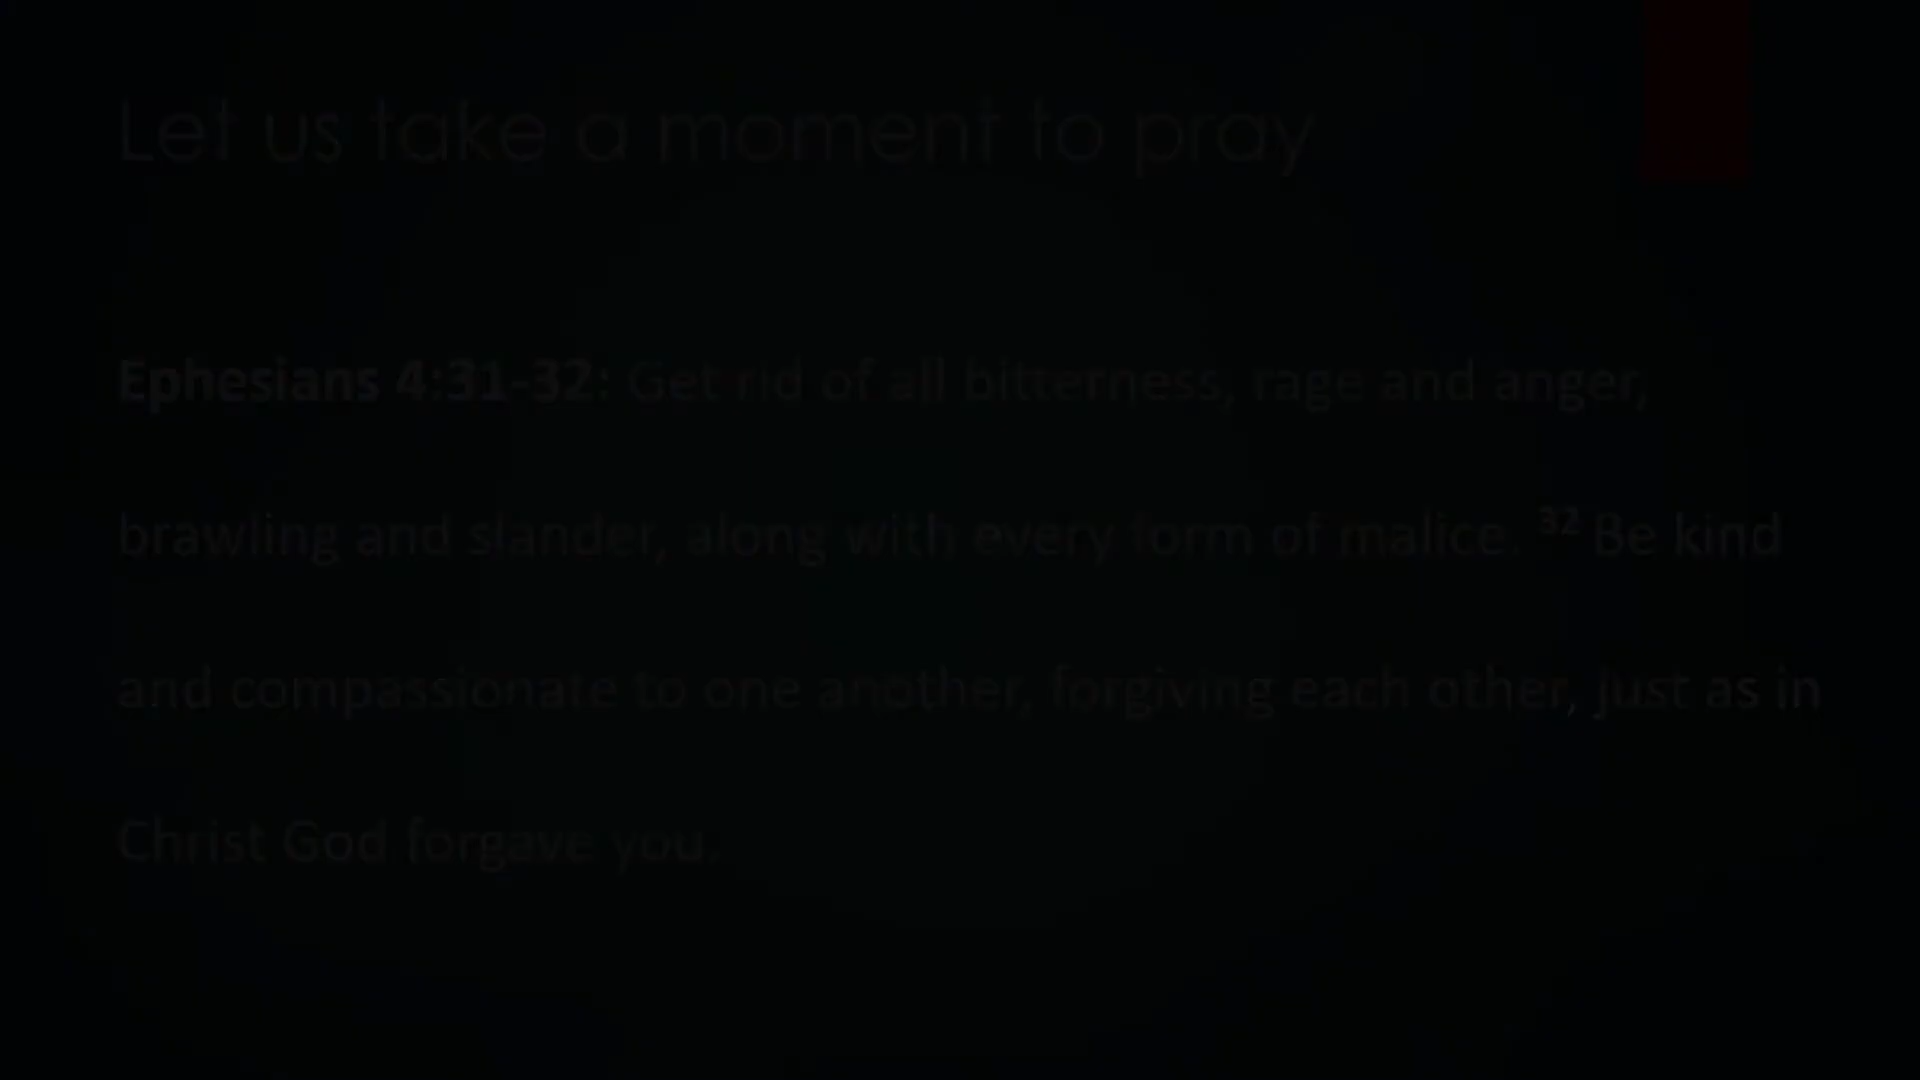 Let us take a moment to pray
Ephesians 4:31-32: Get rid of all bitterness, rage and anger,
brawling and slander, along with every form of malice. ³² Be kind
and compassionate to one another, forgiving each other, just as in
Christ God forgave you.